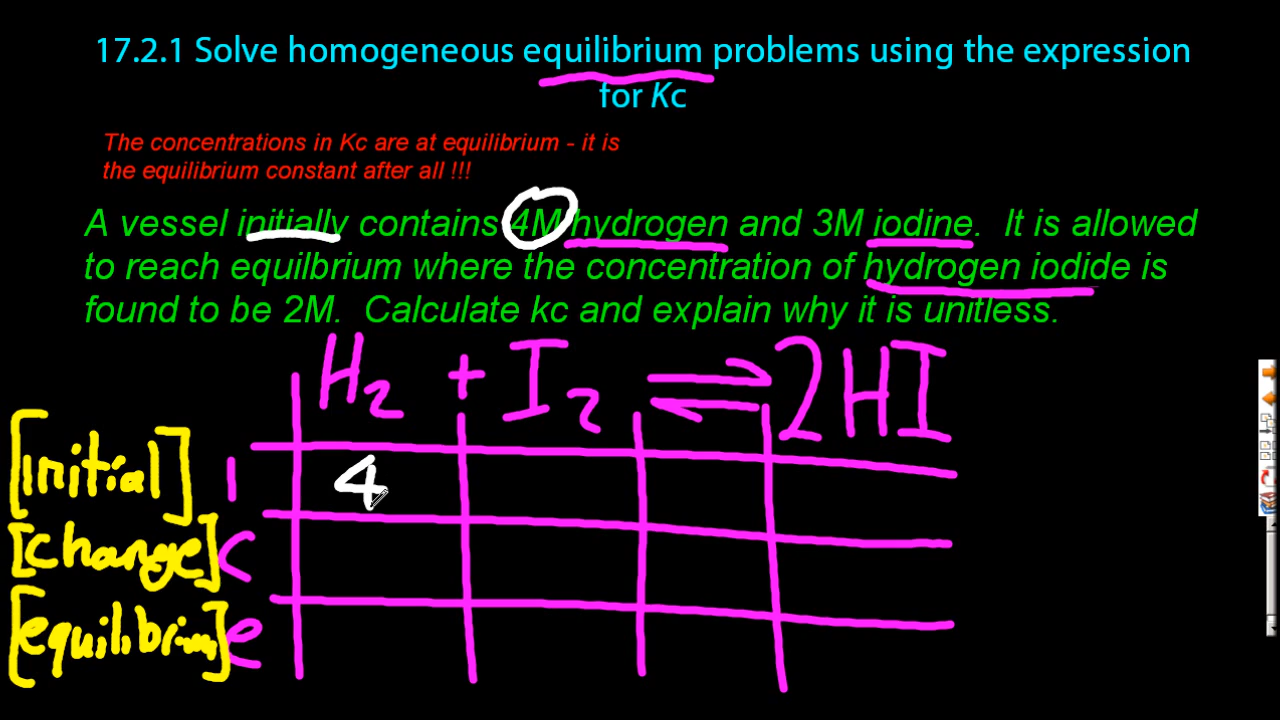 17.2.1 Solve homogeneous equilibrium problems using the expression
for Kc
The concentrations in Kc are at equilibrium - it is
the equilibrium constant after all !!!
A vessel initially contains 4M hydrogen and 3M iodine. It is allowed
to reach equilbrium where the concentration of hydrogen iodide is
found to be 2M. Calculate kc and explain why it is unitless.
H2 + I2 ⇌ 2HI
[initial] I 4
[change] C
[equilibrium] e